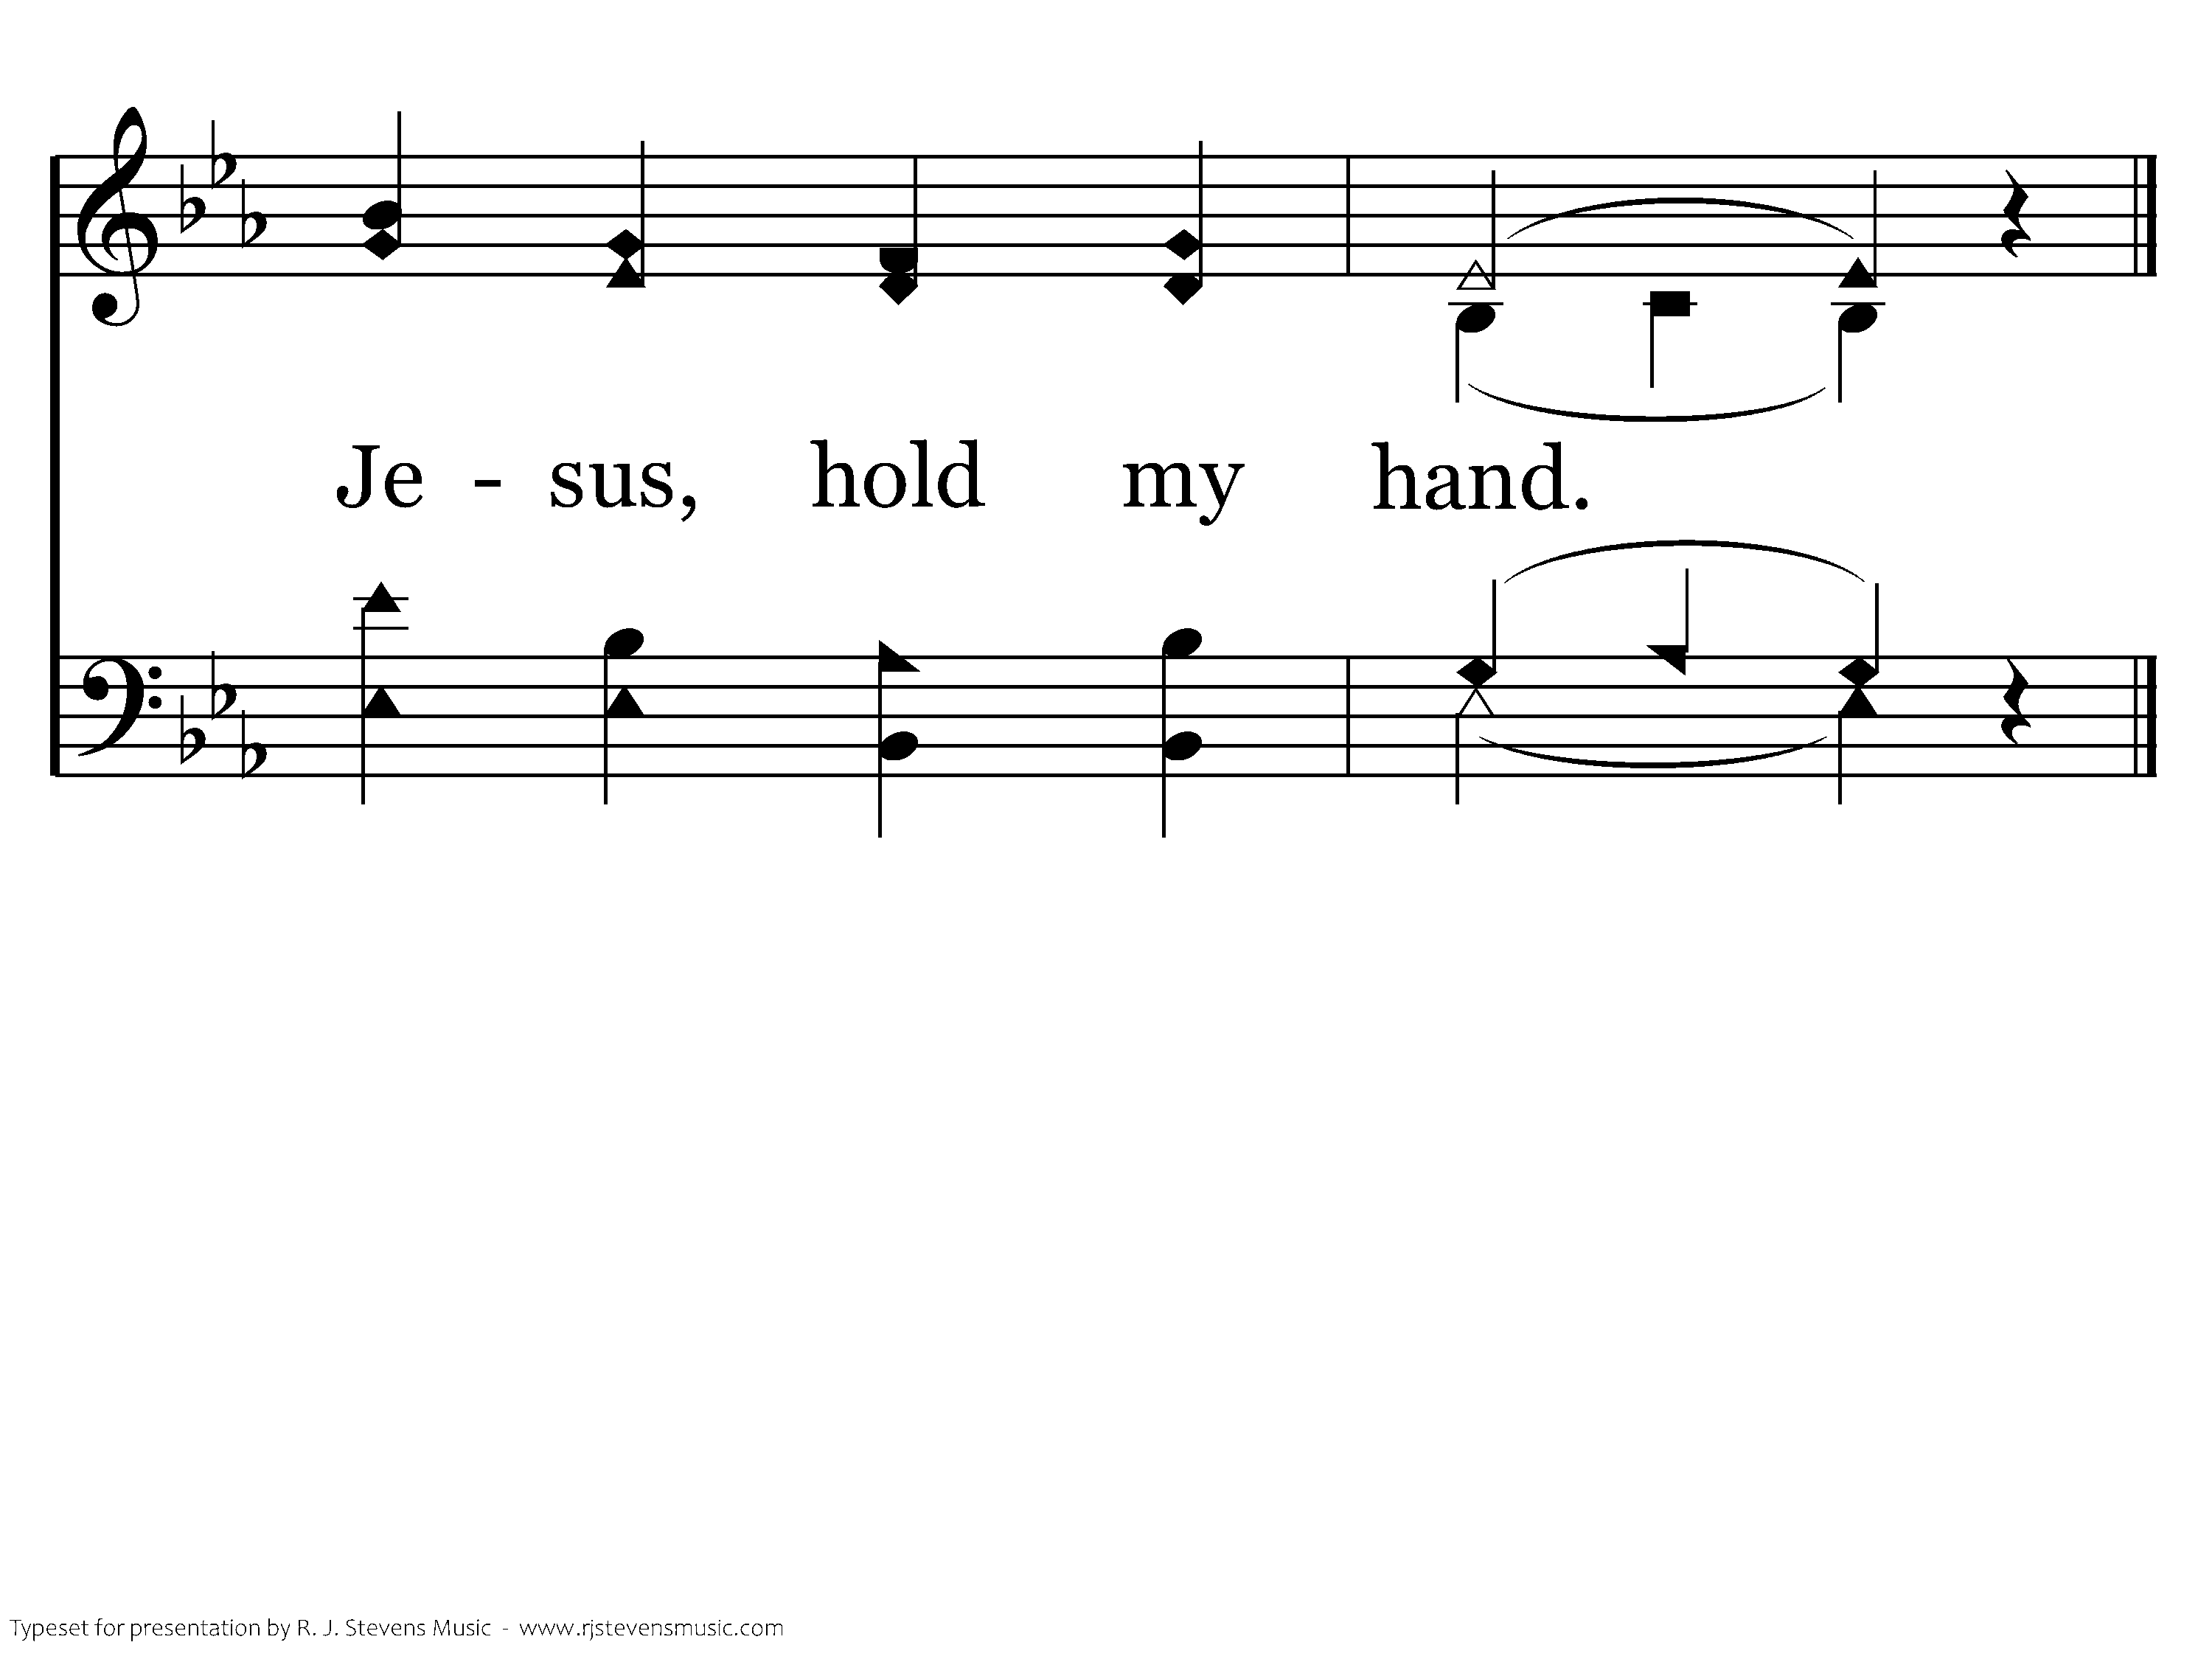 Je - sus, hold my hand.
Typeset for presentation by R. J. Stevens Music - www.rjstevensmusic.com